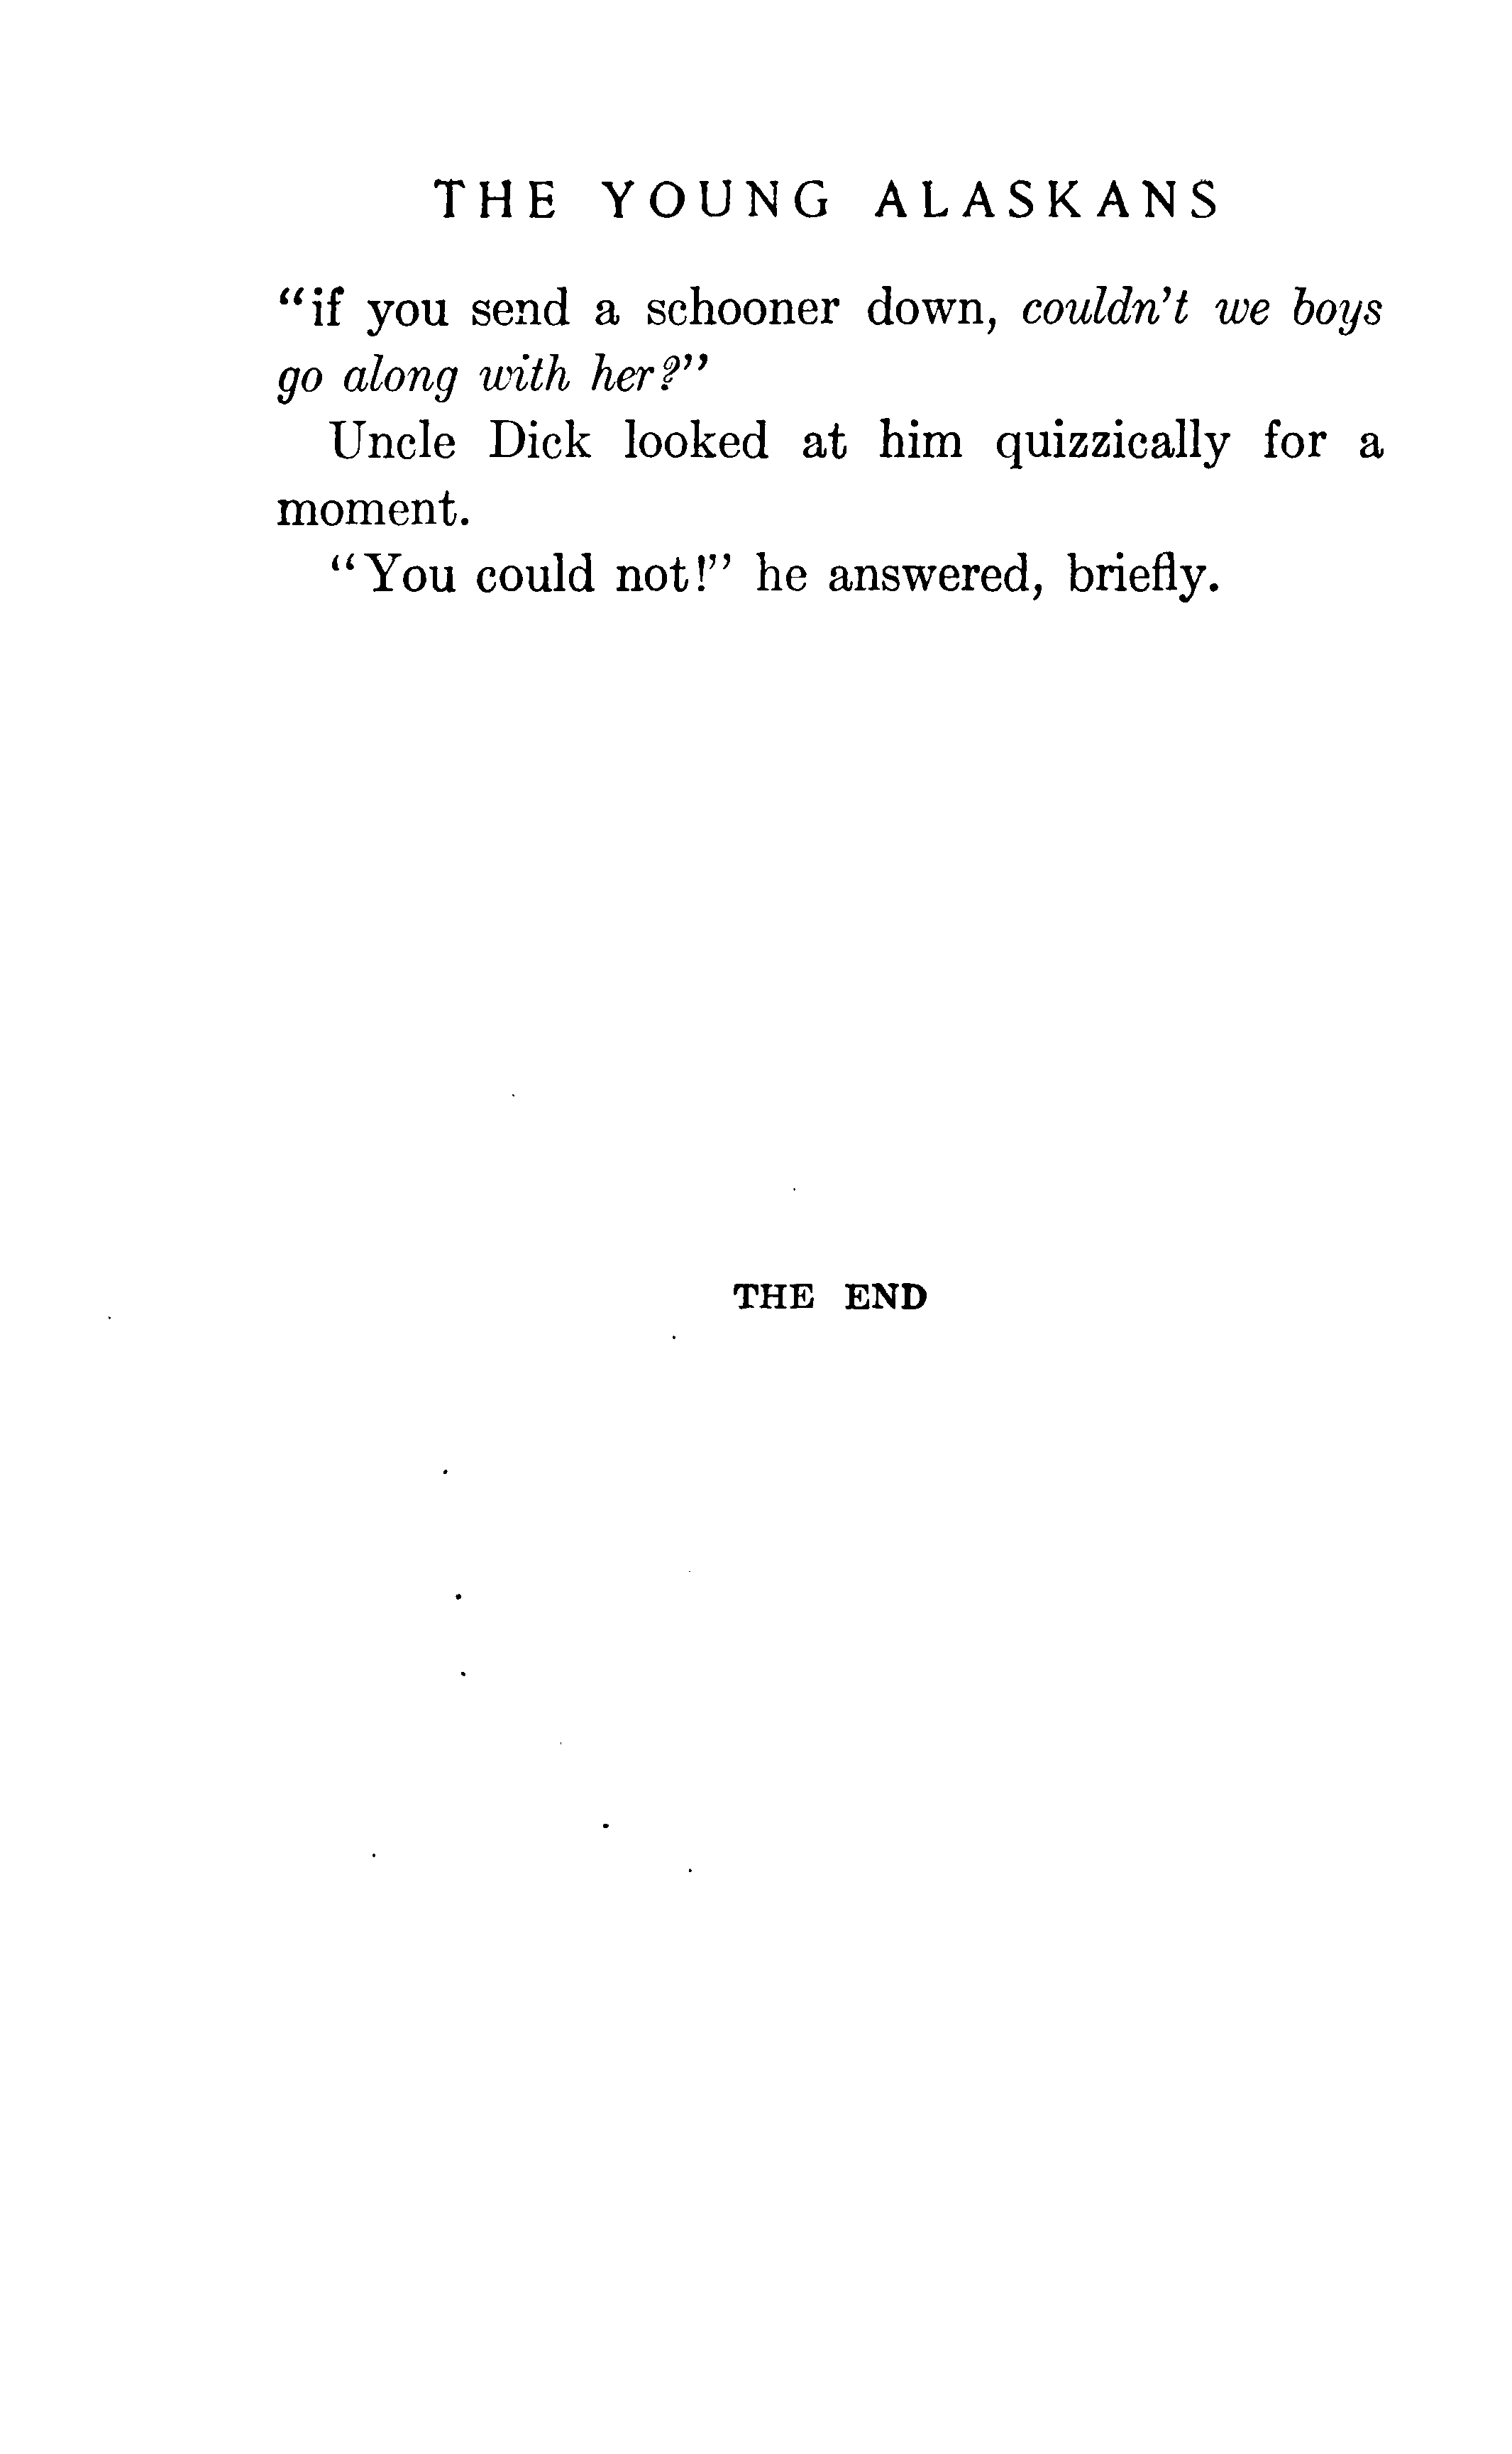 THE YOUNG ALASKANS
"if you send a schooner down, couldn't we boys
go along with her?"
Uncle Dick looked at him quizzically for a
moment.
"You could not!" he answered, briefly.
THE END